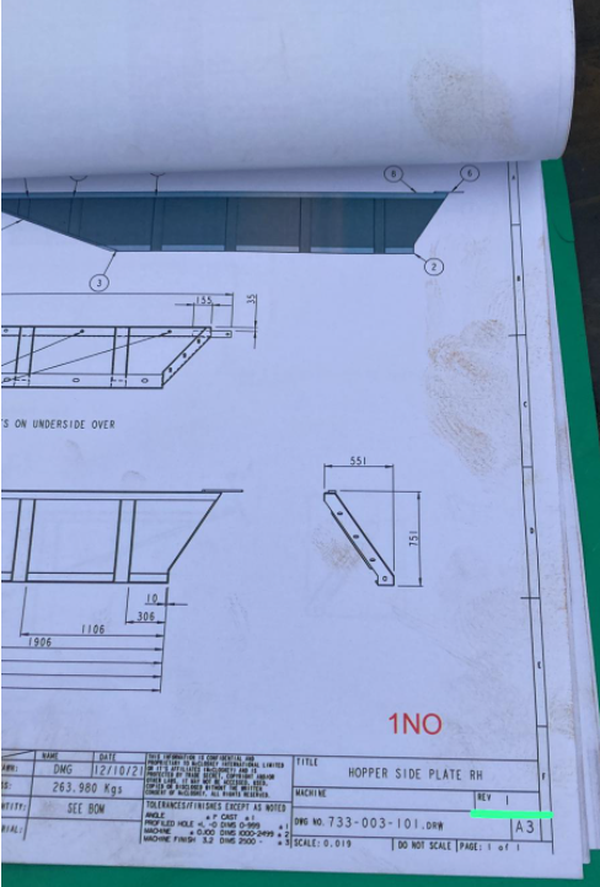 8
6
3
2
155
35
TS ON UNDERSIDE OVER
551
751
10
306
1106
1906
1NO
NAME
DATE
DMG
12/10/21
263.980 Kgs
SEE BOM
THIS INFORMATION IS CONFIDENTIAL AND
PROPRIETARY TO McCLOSKEY INTERNATIONAL LIMITED
OR IT'S AFFILIATES (McCLOSKEY) AND IS
PROTECTED BY TRADE SECRET, COPYRIGHT AND/OR
OTHER LAWS. IT MAY NOT BE ACCESSED, USED,
COPIED OR DISCLOSED WITHOUT THE WRITTEN
CONSENT OF McCLOSKEY. ALL RIGHTS RESERVED.
TOLERANCES/FINISHES EXCEPT AS NOTED
ANGLE ± 1° CAST ± 1
PROFILED HOLE +1, -0 DIMS 0-999 ± 1
MACHINE ± 0.100 DIMS 1000-2499 ± 2
MACHINE FINISH 3.2 DIMS 2500 - ± 3
TITLE
HOPPER SIDE PLATE RH
MACHINE
REV 1
DWG NO. 733-003-101.DRW
A3
SCALE: 0.019
DO NOT SCALE
PAGE: 1 of 1
A
B
C
D
E
F